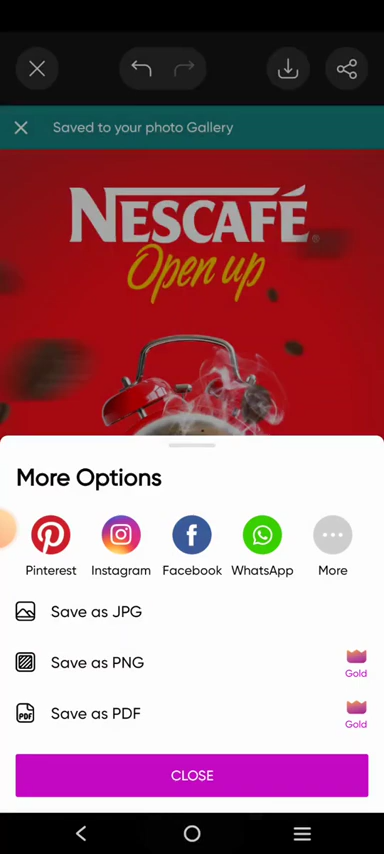 Saved to your photo Gallery
NESCAFÉ®
Open up
More Options
Pinterest Instagram Facebook WhatsApp More
Save as JPG
Save as PNG Gold
PDF Save as PDF Gold
CLOSE